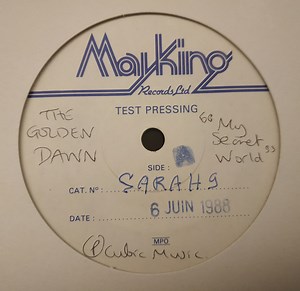 Mayking
Records Ltd.
TEST PRESSING
THE
GOLDEN
DAWN
"My
Secret
World"
SIDE :
A
CAT. Nº : SARAH 9
DATE : 6 JUIN 1988
MPO
(P) Cubic Music